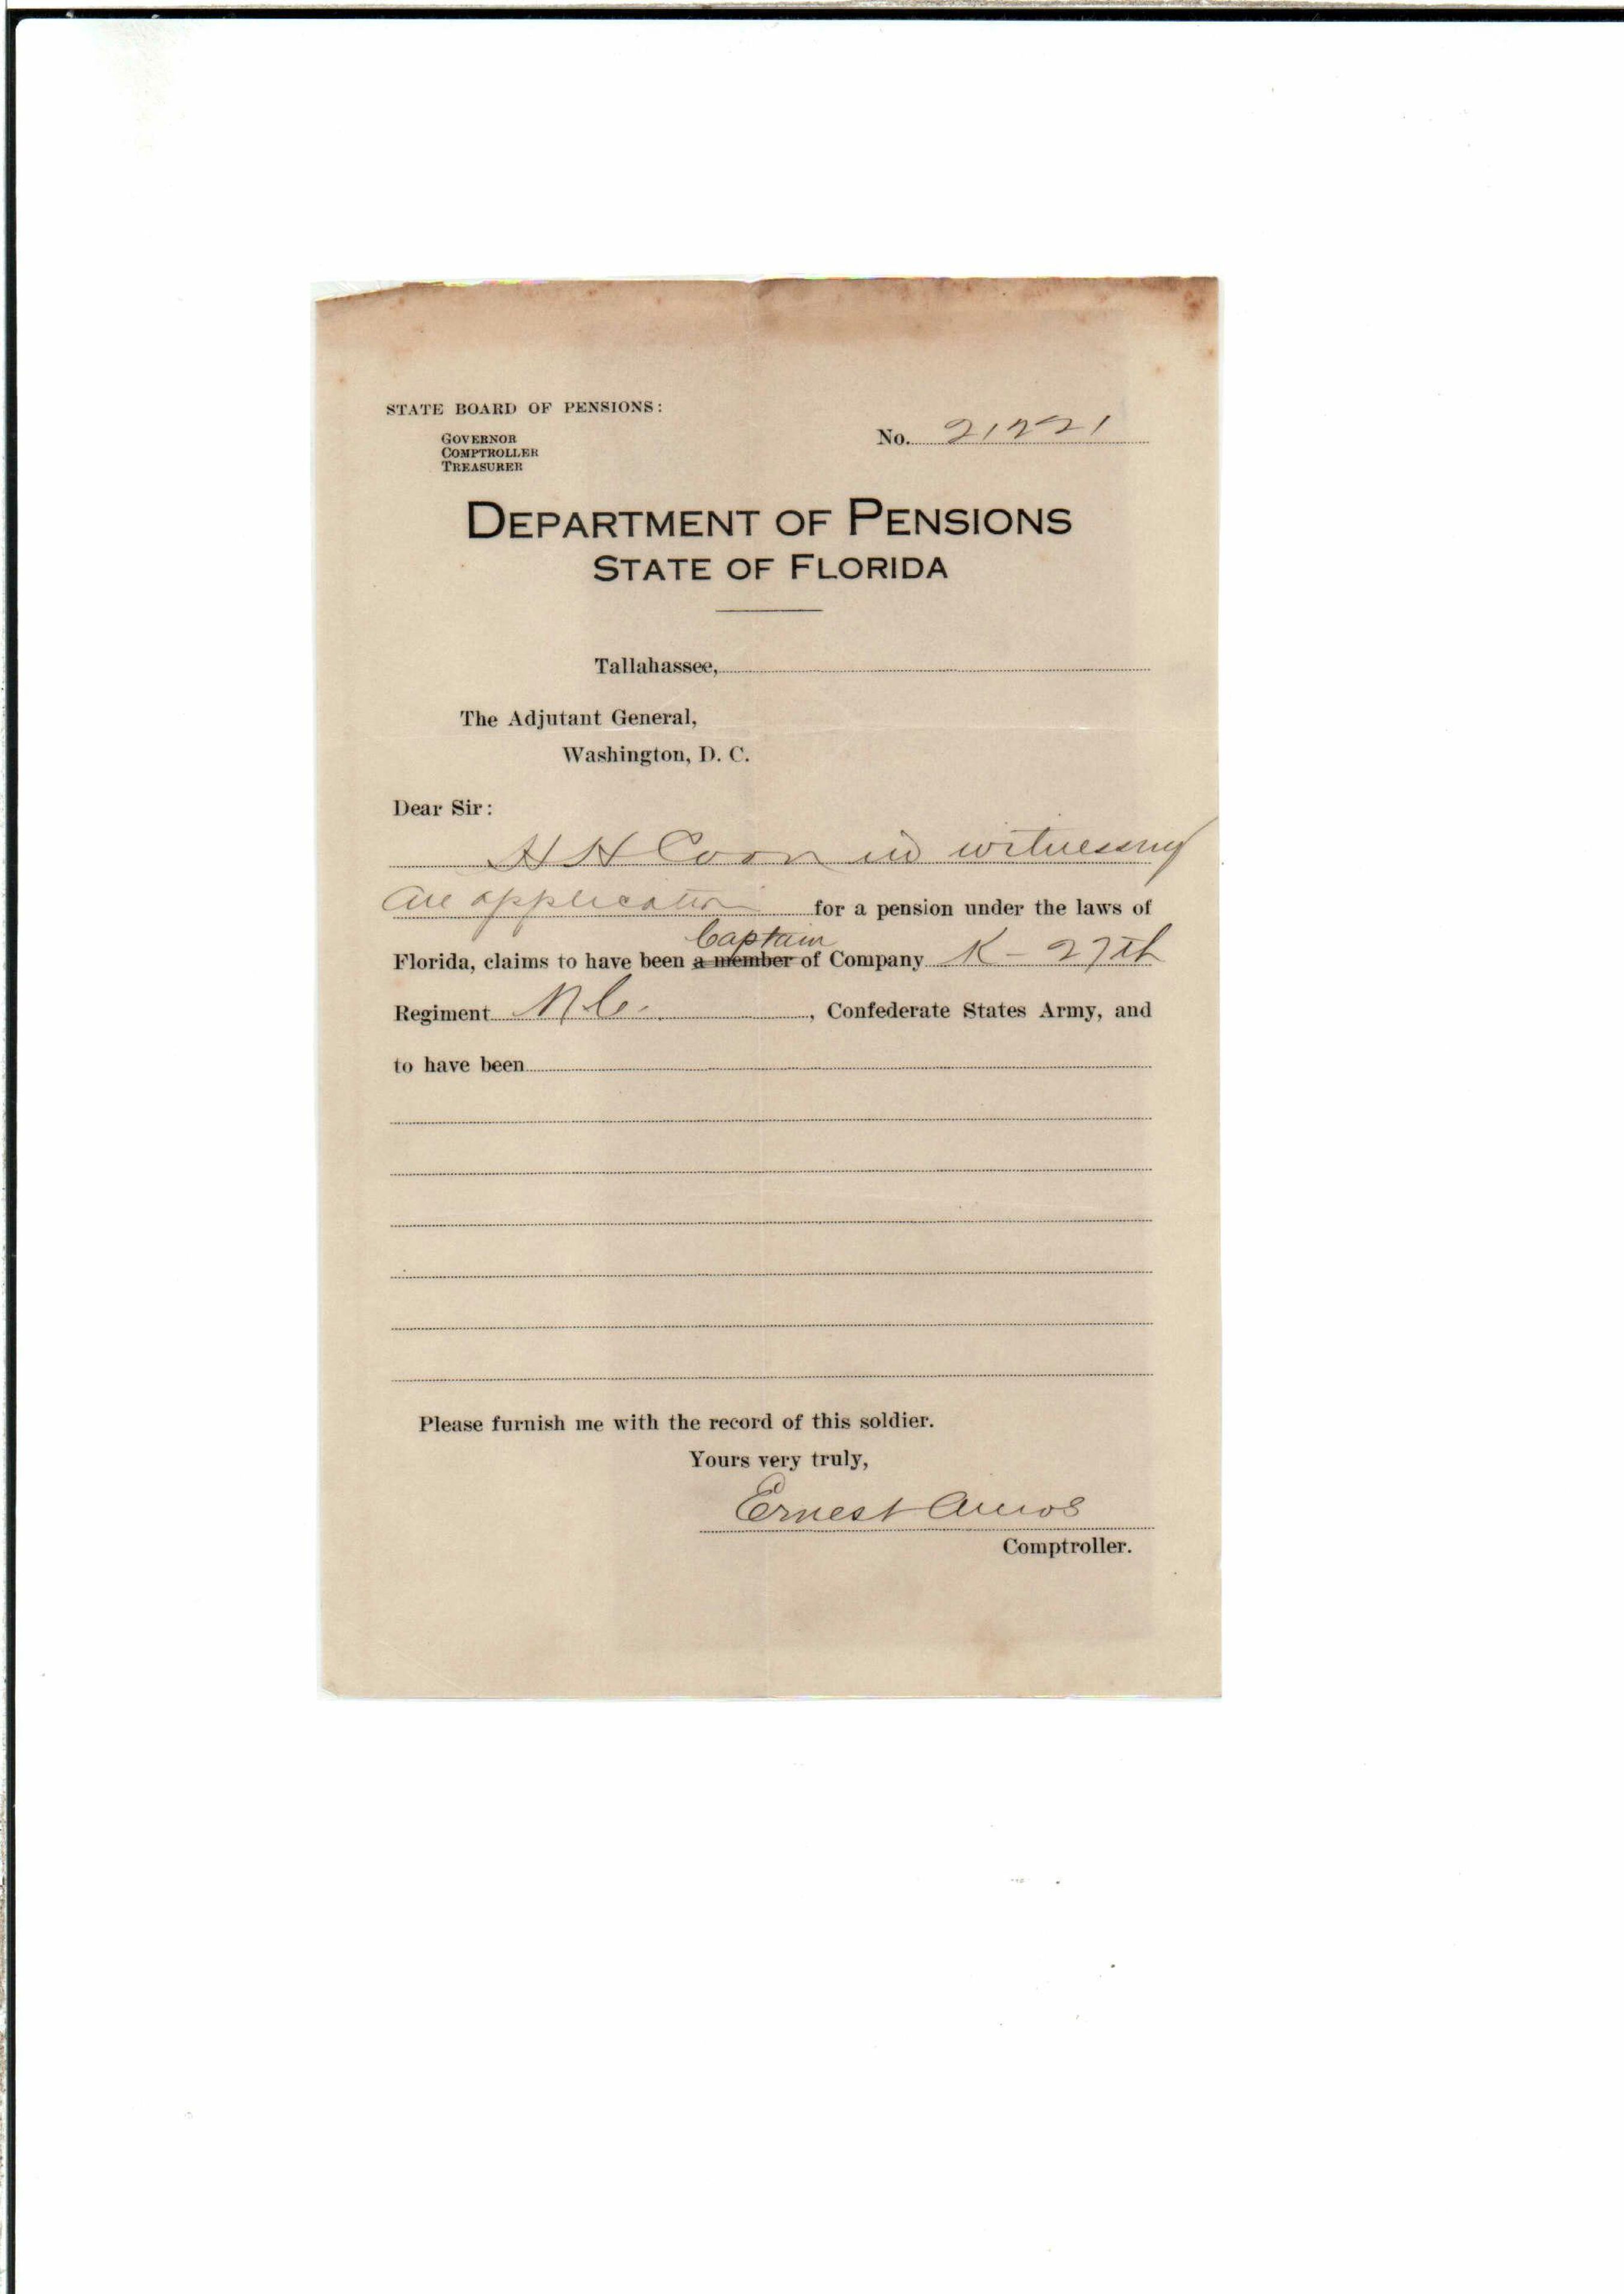 STATE BOARD OF PENSIONS:
GOVERNOR
COMPTROLLER
TREASURER
No. 21221
DEPARTMENT OF PENSIONS
STATE OF FLORIDA
Tallahassee,
The Adjutant General,
Washington, D. C.
Dear Sir:
H H Coon in witnessing
an application for a pension under the laws of
Captain
Florida, claims to have been a member of Company K - 27th
Regiment N.C. , Confederate States Army, and
to have been
Please furnish me with the record of this soldier.
Yours very truly,
Ernest Amos
Comptroller.